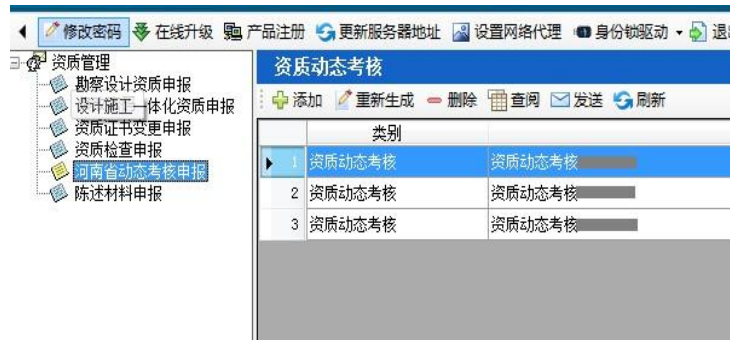 修改密码 在线升级 产品注册 更新服务器地址 设置网络代理 身份锁驱动 退
资质管理
勘察设计资质申报
设计施工一体化资质申报
资质证书变更申报
资质检查申报
河南省动态考核申报
陈述材料申报
资质动态考核
添加 重新生成 删除 查阅 发送 刷新
类别
1 资质动态考核 资质动态考核
2 资质动态考核 资质动态考核
3 资质动态考核 资质动态考核